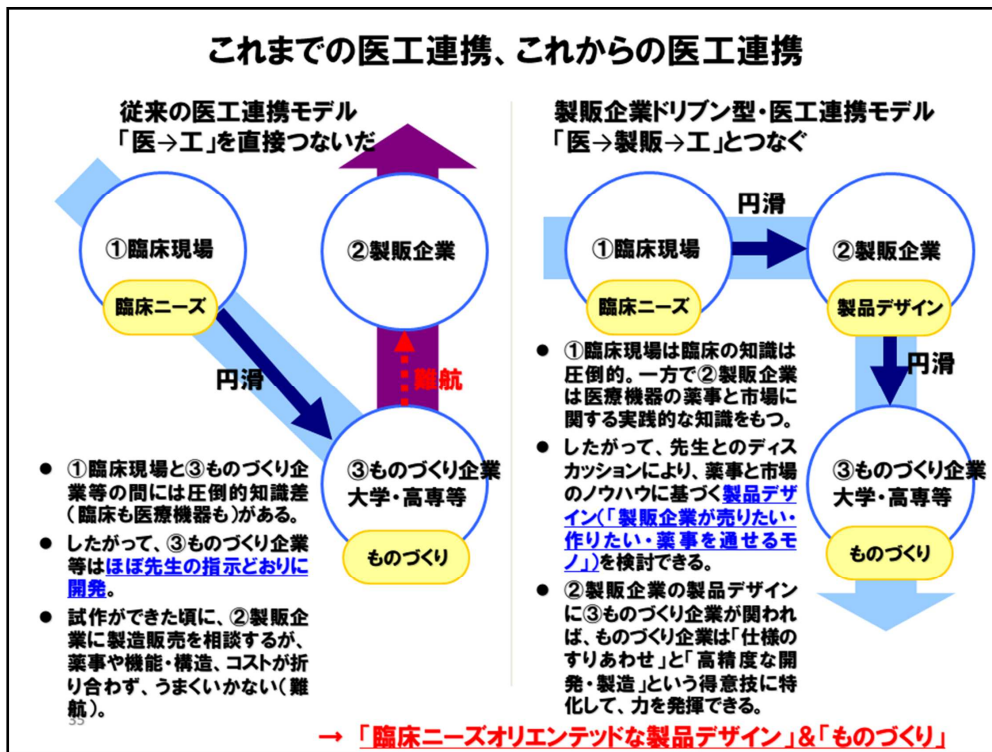 これまでの医工連携、これからの医工連携
従来の医工連携モデル
「医→工」を直接つないだ
①臨床現場
臨床ニーズ
円滑
②製販企業
難航
③ものづくり企業
大学・高専等
ものづくり
● ①臨床現場と③ものづくり企
業等の間には圧倒的知識差
(臨床も医療機器も)がある。
● したがって、③ものづくり企業
等はほぼ先生の指示どおりに
開発。
● 試作ができた頃に、②製販企
業に製造販売を相談するが、
薬事や機能・構造、コストが折
り合わず、うまくいかない(難
航)。
35
製販企業ドリブン型・医工連携モデル
「医→製販→工」とつなぐ
①臨床現場
臨床ニーズ
円滑
②製販企業
製品デザイン
円滑
③ものづくり企業
大学・高専等
ものづくり
● ①臨床現場は臨床の知識は
圧倒的。一方で②製販企業
は医療機器の薬事と市場に
関する実践的な知識をもつ。
● したがって、先生とのディス
カッションにより、薬事と市場
のノウハウに基づく製品デザ
イン(「製販企業が売りたい・
作りたい・薬事を通せるモ
ノ」)を検討できる。
● ②製販企業の製品デザイン
に③ものづくり企業が関われ
ば、ものづくり企業は「仕様の
すりあわせ」と「高精度な開
発・製造」という得意技に特
化して、力を発揮できる。
→ 「臨床ニーズオリエンテッドな製品デザイン」&「ものづくり」